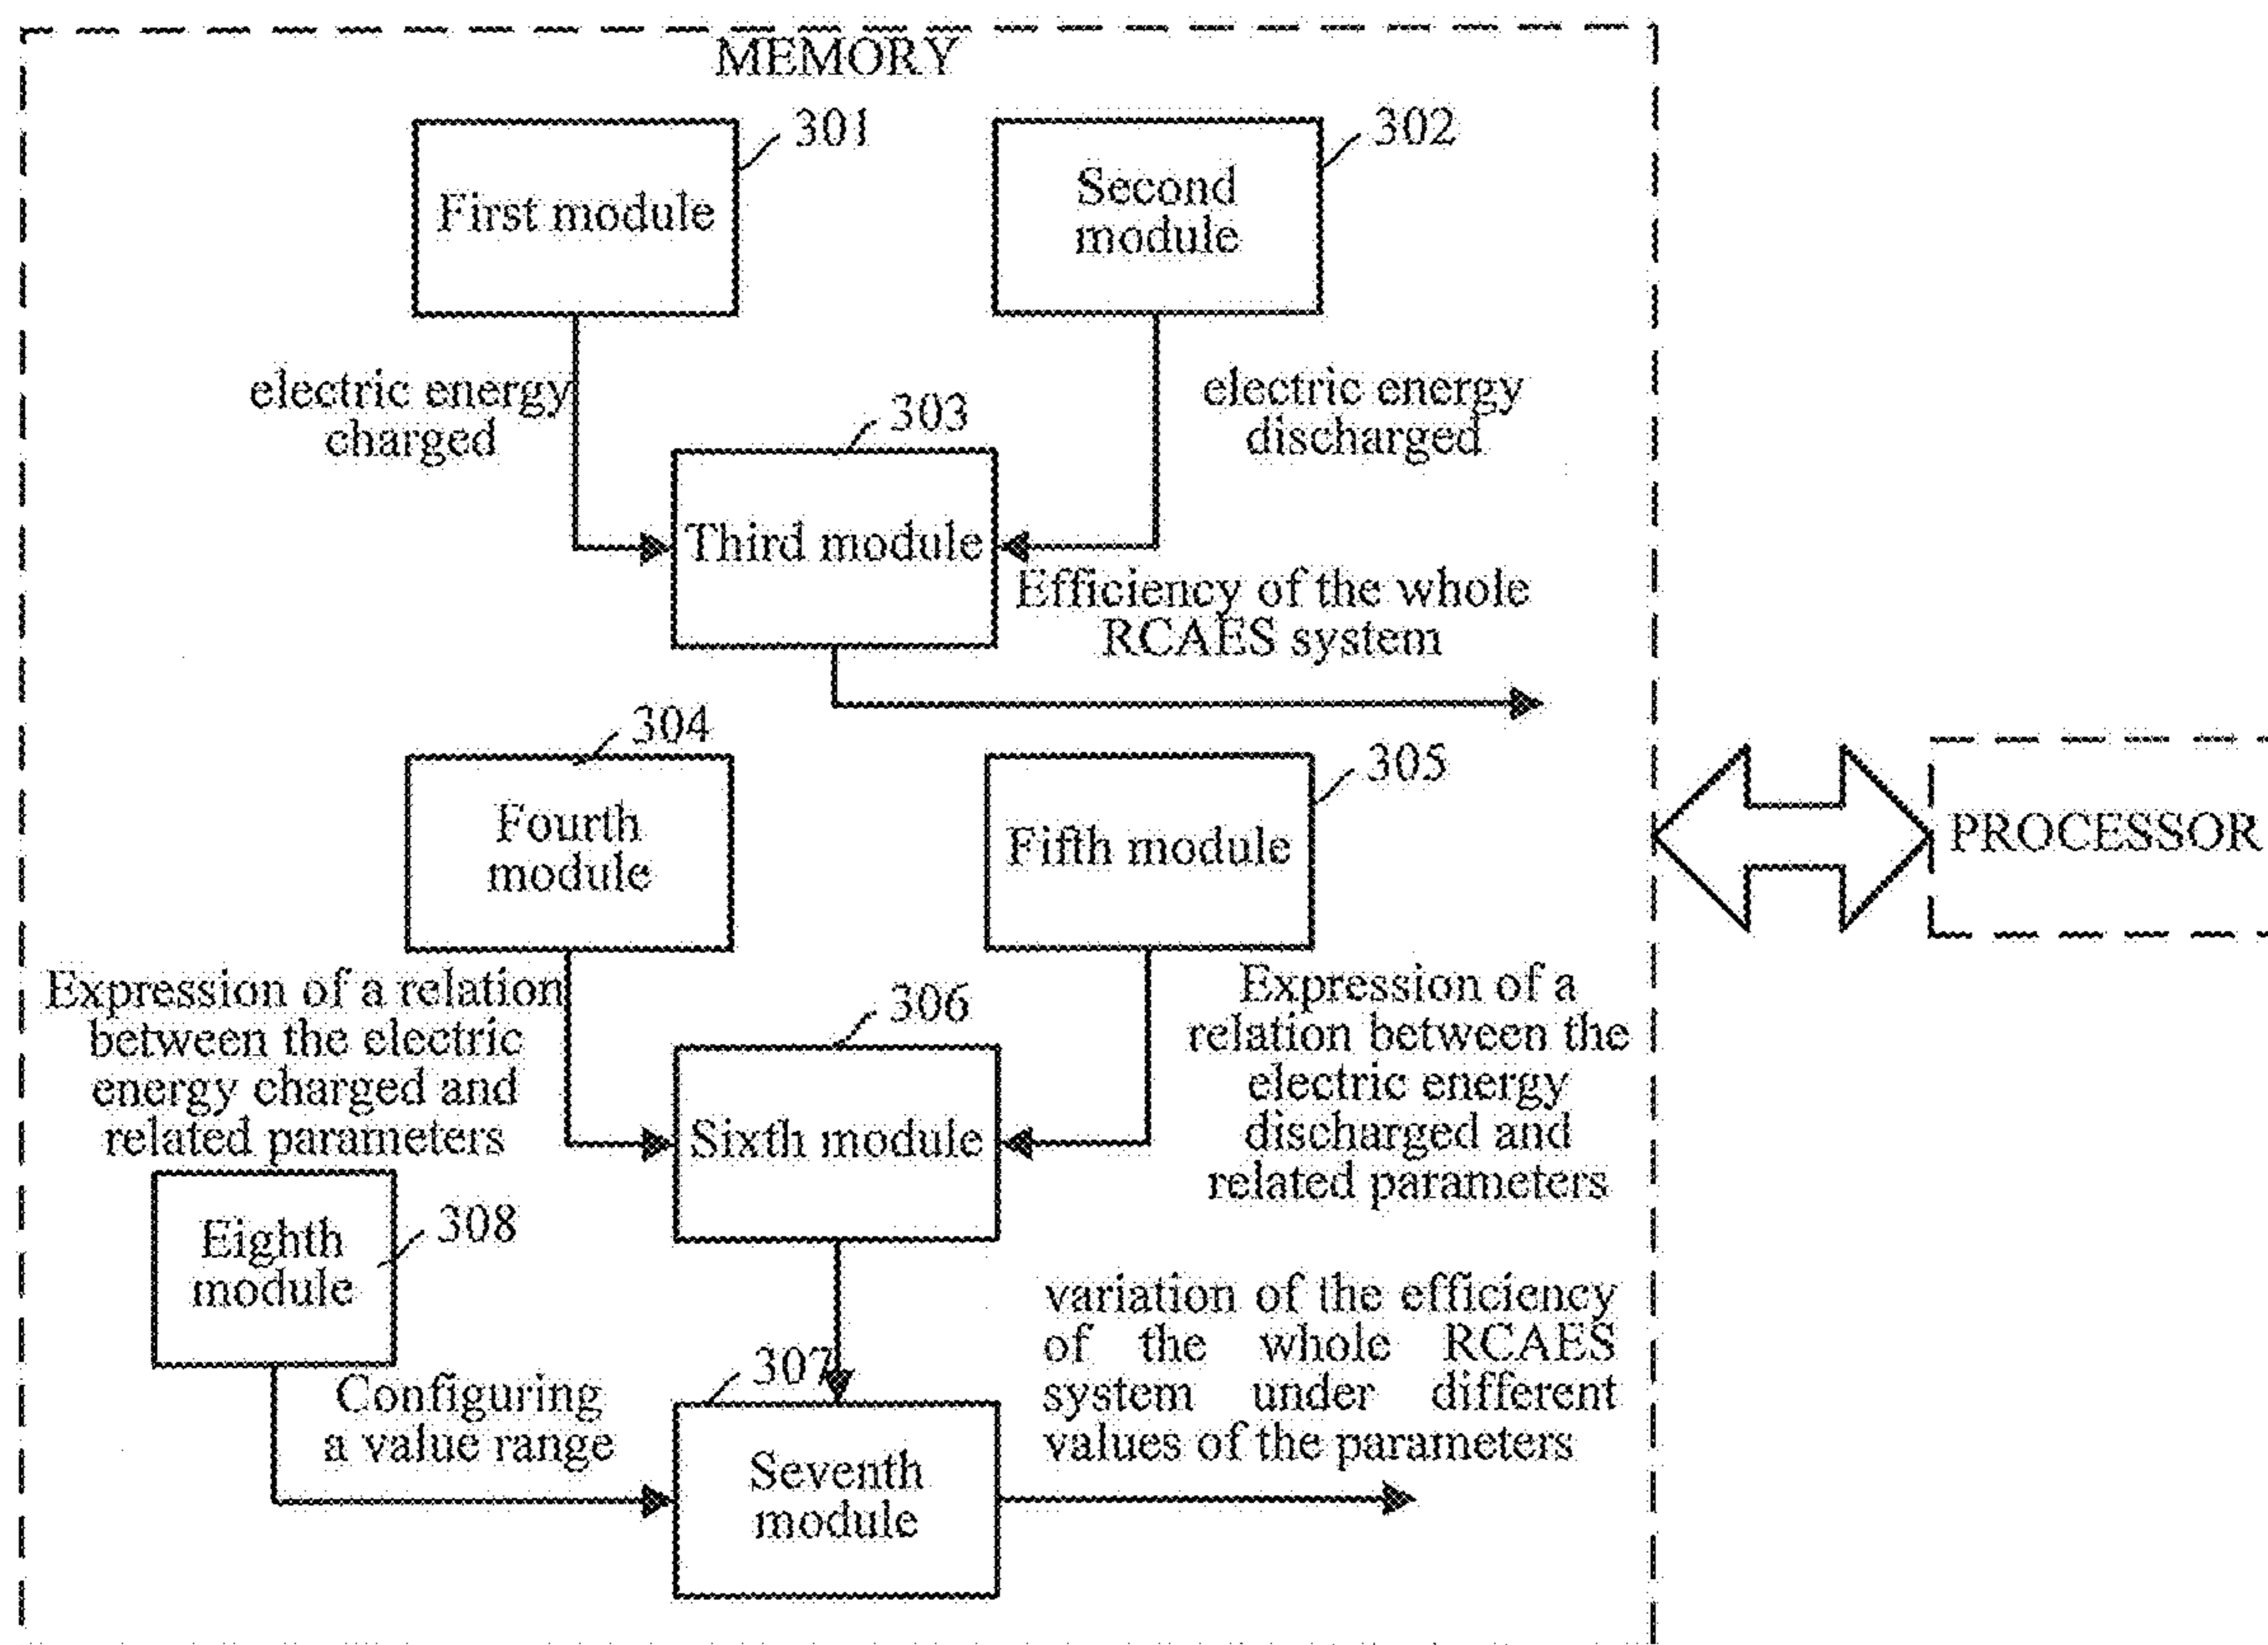 MEMORY
301
302
First module
Second
module
electric energy
charged
303
electric energy
discharged
Third module
Efficiency of the whole
RCAES system
304
305
Fourth
module
Fifth module
PROCESSOR
Expression of a relation
between the electric
energy charged and
related parameters
306
Expression of a
relation between the
electric energy
discharged and
related parameters
Sixth module
308
Eighth
module
307
variation of the efficiency
of the whole RCAES
system under different
values of the parameters
Configuring
a value range
Seventh
module